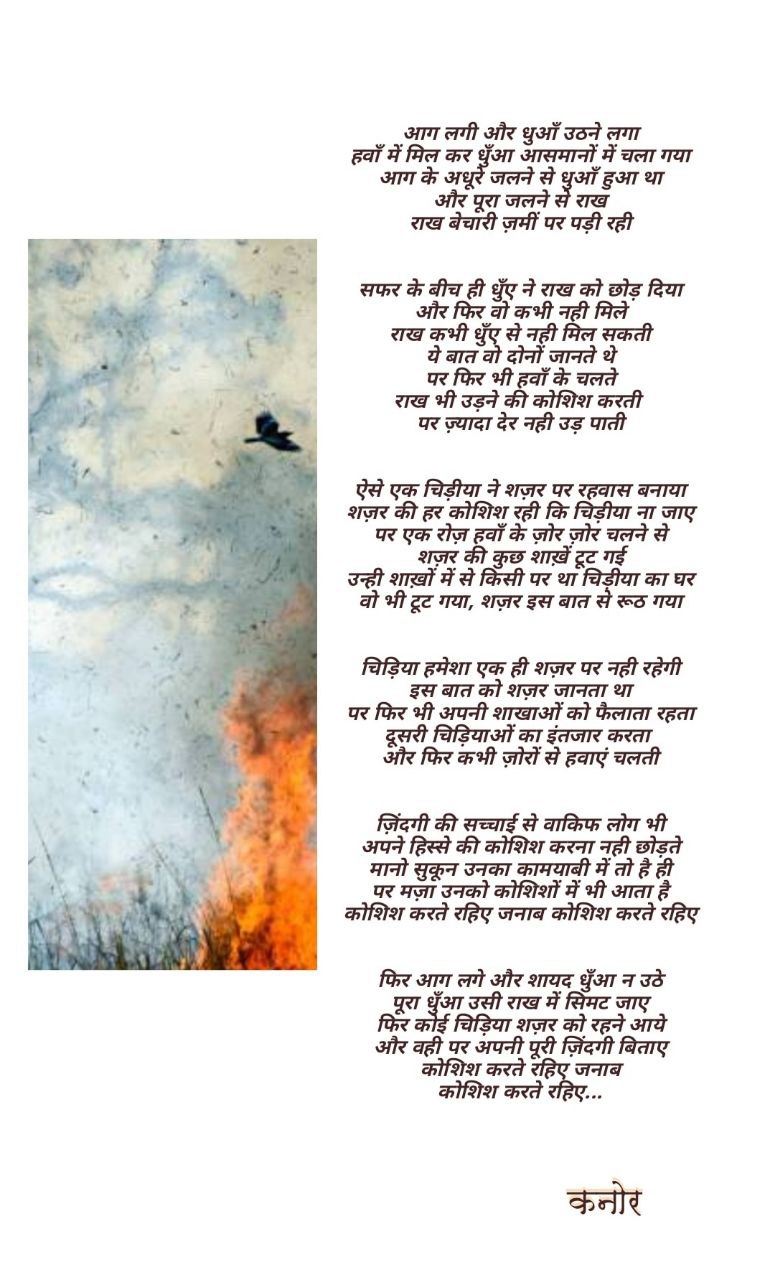 आग लगी और धुआँ उठने लगा
हवाँ में मिल कर धुँआ आसमानों में चला गया
आग के अधूरे जलने से धुआँ हुआ था
और पूरा जलने से राख
राख बेचारी ज़मीं पर पड़ी रही
सफर के बीच ही धुँए ने राख को छोड़ दिया
और फिर वो कभी नही मिले
राख कभी धुँए से नही मिल सकती
ये बात वो दोनों जानते थे
पर फिर भी हवाँ के चलते
राख भी उड़ने की कोशिश करती
पर ज़्यादा देर नही उड़ पाती
ऐसे एक चिड़ीया ने शज़र पर रहवास बनाया
शज़र की हर कोशिश रही कि चिड़ीया ना जाए
पर एक रोज़ हवाँ के ज़ोर ज़ोर चलने से
शज़र की कुछ शाख़ें टूट गई
उन्ही शाख़ों में से किसी पर था चिड़ीया का घर
वो भी टूट गया, शज़र इस बात से रूठ गया
चिड़िया हमेशा एक ही शज़र पर नही रहेगी
इस बात को शज़र जानता था
पर फिर भी अपनी शाखाओं को फैलाता रहता
दूसरी चिड़ियाओं का इंतजार करता
और फिर कभी ज़ोरों से हवाएं चलती
ज़िंदगी की सच्चाई से वाकिफ लोग भी
अपने हिस्से की कोशिश करना नही छोड़ते
मानो सुकून उनका कामयाबी में तो है ही
पर मज़ा उनको कोशिशों में भी आता है
कोशिश करते रहिए जनाब कोशिश करते रहिए
फिर आग लगे और शायद धुँआ न उठे
पूरा धुँआ उसी राख में सिमट जाए
फिर कोई चिड़िया शज़र को रहने आये
और वही पर अपनी पूरी ज़िंदगी बिताए
कोशिश करते रहिए जनाब
कोशिश करते रहिए...
कनोर